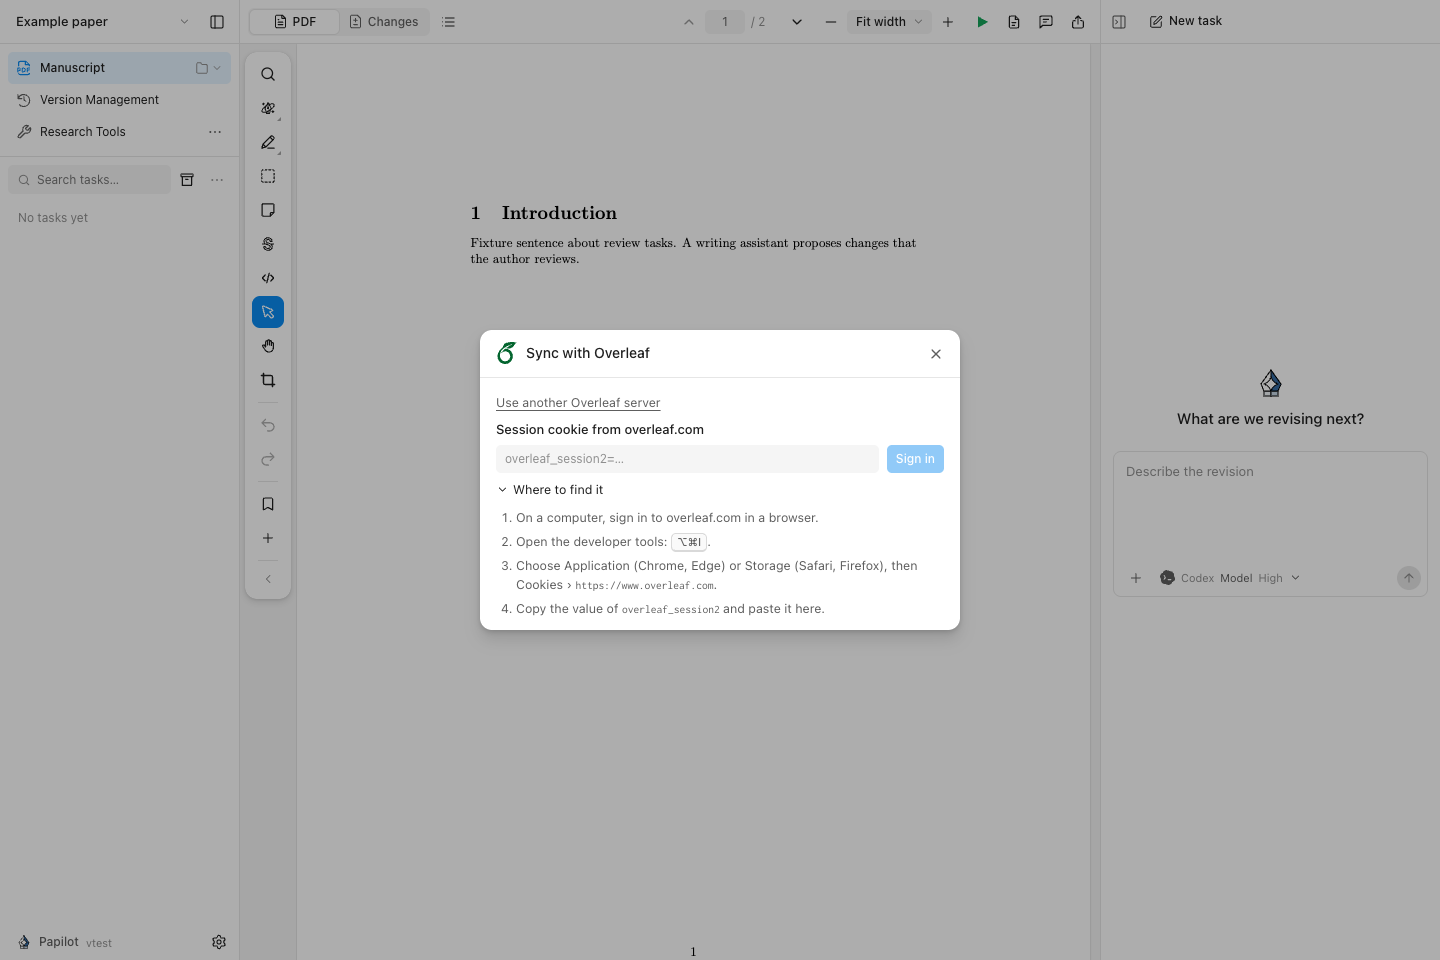 Example paper
PDF
Changes
1 / 2
Fit width
New task
Manuscript
Version Management
Research Tools
Search tasks...
No tasks yet
1 Introduction
Fixture sentence about review tasks. A writing assistant proposes changes that
the author reviews.
Sync with Overleaf
Use another Overleaf server
Session cookie from overleaf.com
overleaf_session2=...
Sign in
Where to find it
1. On a computer, sign in to overleaf.com in a browser.
2. Open the developer tools: ⌥⌘I.
3. Choose Application (Chrome, Edge) or Storage (Safari, Firefox), then
Cookies › https://www.overleaf.com.
4. Copy the value of overleaf_session2 and paste it here.
What are we revising next?
Describe the revision
Codex Model High
Papilot vtest
1